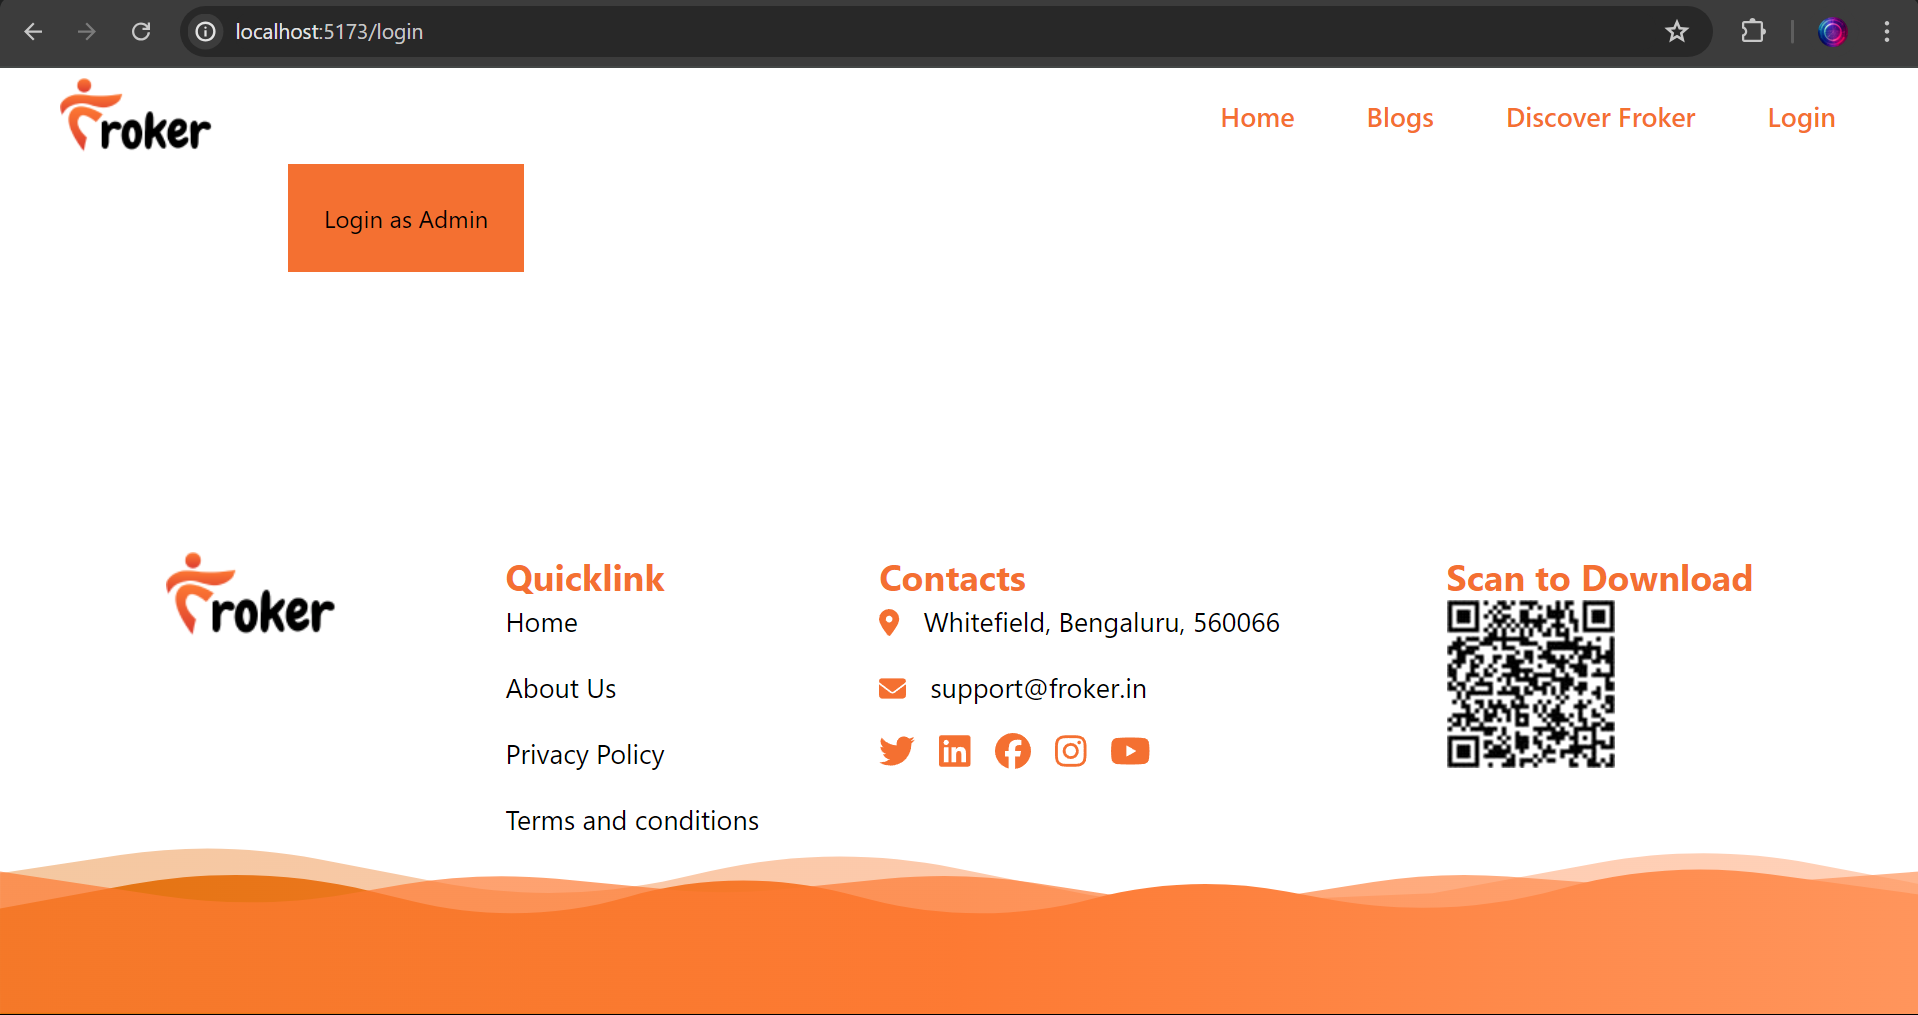 localhost:5173/login
Froker
Home Blogs Discover Froker Login
Login as Admin
Froker
Quicklink
Home
About Us
Privacy Policy
Terms and conditions
Contacts
Whitefield, Bengaluru, 560066
support@froker.in
Scan to Download